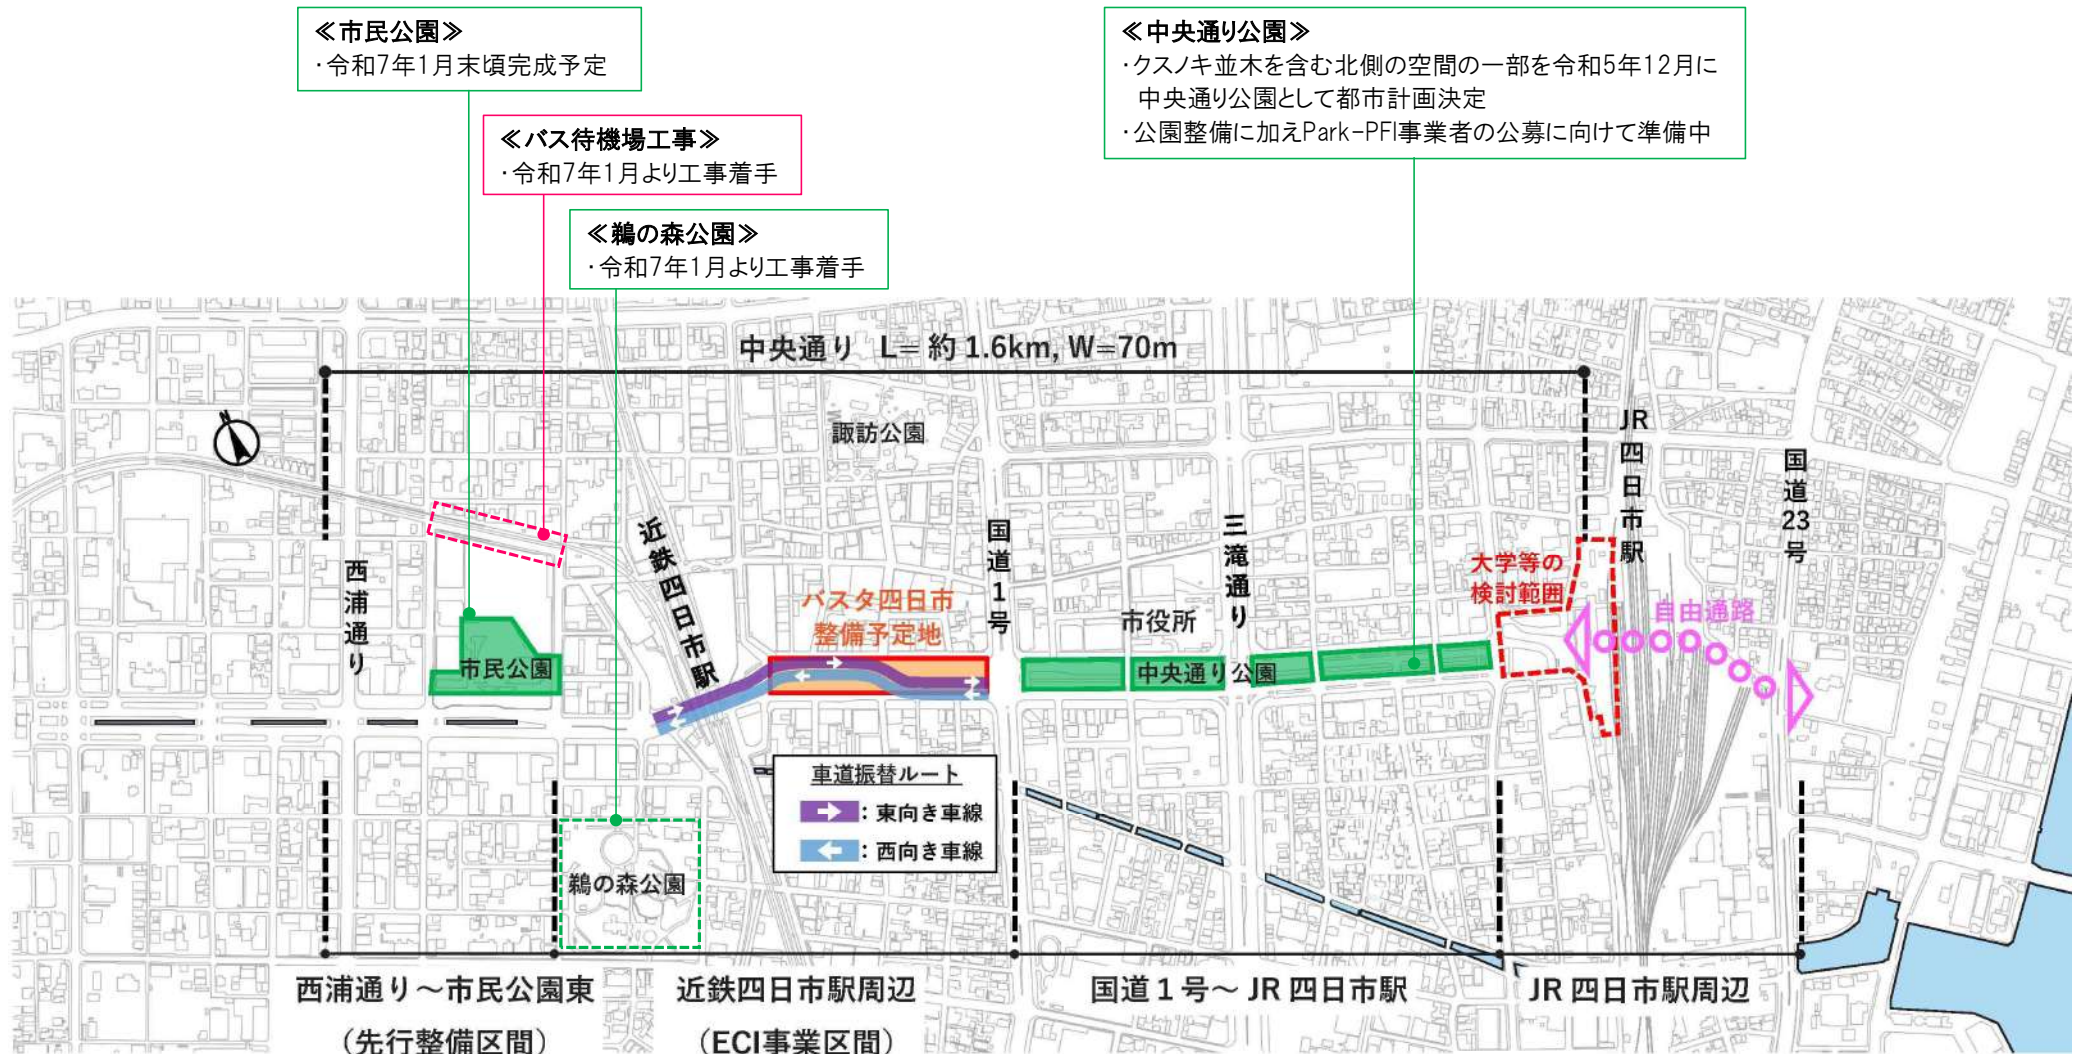 ≪市民公園≫
・令和7年1月末頃完成予定
≪バス待機場工事≫
・令和7年1月より工事着手
≪鵜の森公園≫
・令和7年1月より工事着手
≪中央通り公園≫
・クスノキ並木を含む北側の空間の一部を令和5年12月に
中央通り公園として都市計画決定
・公園整備に加えPark-PFI事業者の公募に向けて準備中
中央通り L= 約 1.6km, W=70m
N
諏訪公園
西浦通り
近鉄四日市駅
国道1号
三滝通り
JR四日市駅
国道23号
市民公園
バスタ四日市
整備予定地
市役所
中央通り公園
大学等の
検討範囲
自由通路
車道振替ルート
：東向き車線
：西向き車線
鵜の森公園
西浦通り～市民公園東
（先行整備区間）
近鉄四日市駅周辺
（ECI事業区間）
国道１号～ JR 四日市駅
JR 四日市駅周辺